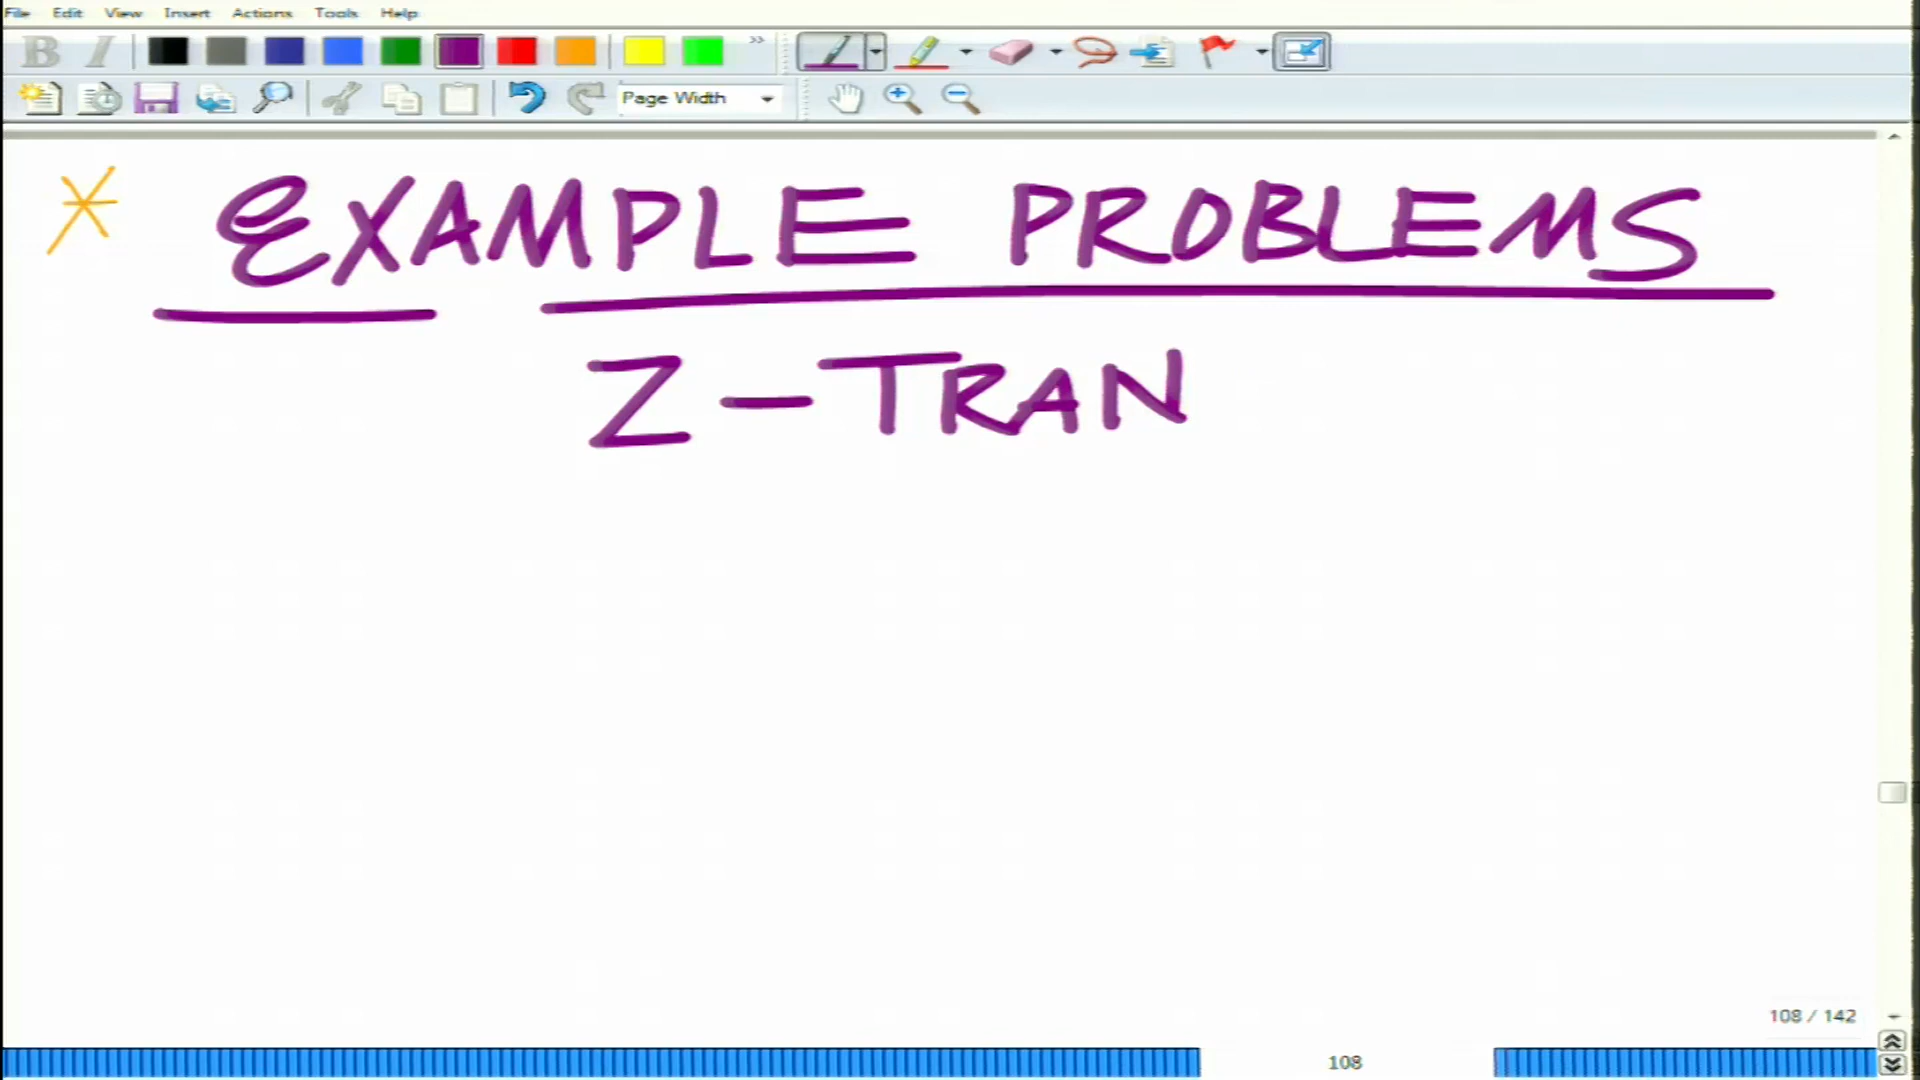 File Edit View Insert Actions Tools Help
B I » Page Width
* EXAMPLE PROBLEMS
Z-TRAN
108 / 142
108